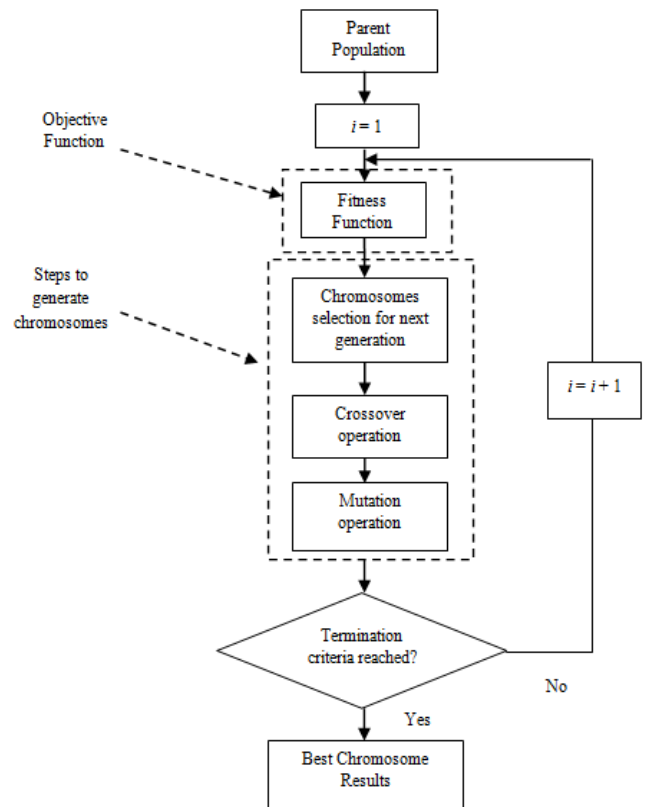 Parent
Population
i = 1
Objective
Function
Fitness
Function
Steps to
generate
chromosomes
Chromosomes
selection for next
generation
i = i + 1
Crossover
operation
Mutation
operation
Termination
criteria reached?
No
Yes
Best Chromosome
Results